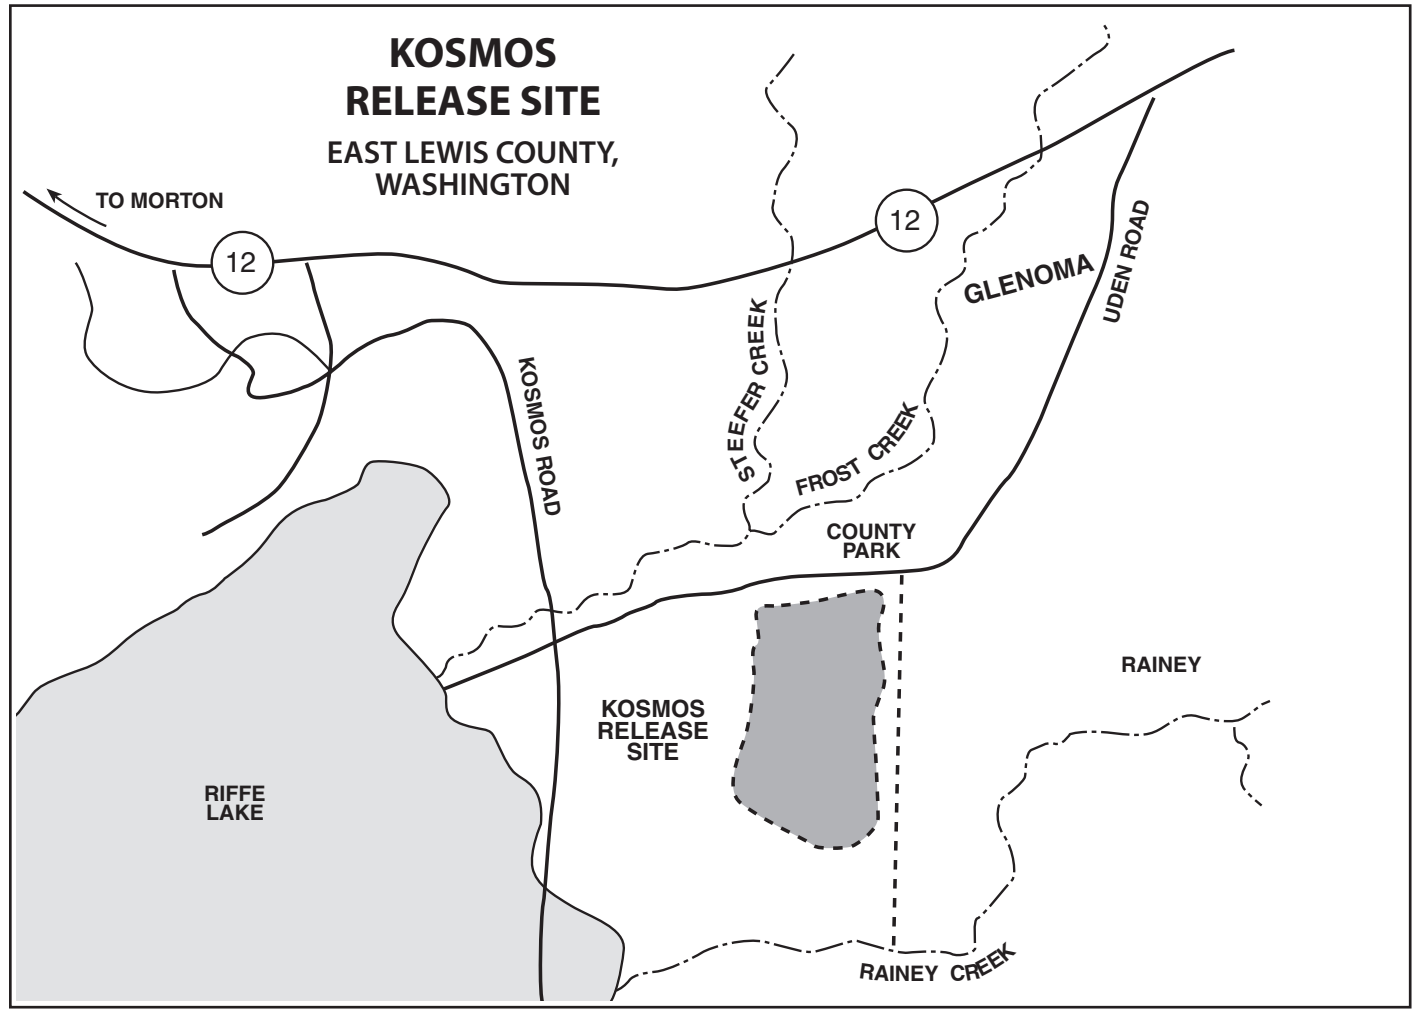 KOSMOS
RELEASE SITE
EAST LEWIS COUNTY,
WASHINGTON
TO MORTON
12
12
GLENOMA
UDEN ROAD
STEEFER CREEK
KOSMOS ROAD
FROST CREEK
COUNTY
PARK
RAINEY
KOSMOS
RELEASE
SITE
RIFFE
LAKE
RAINEY CREEK